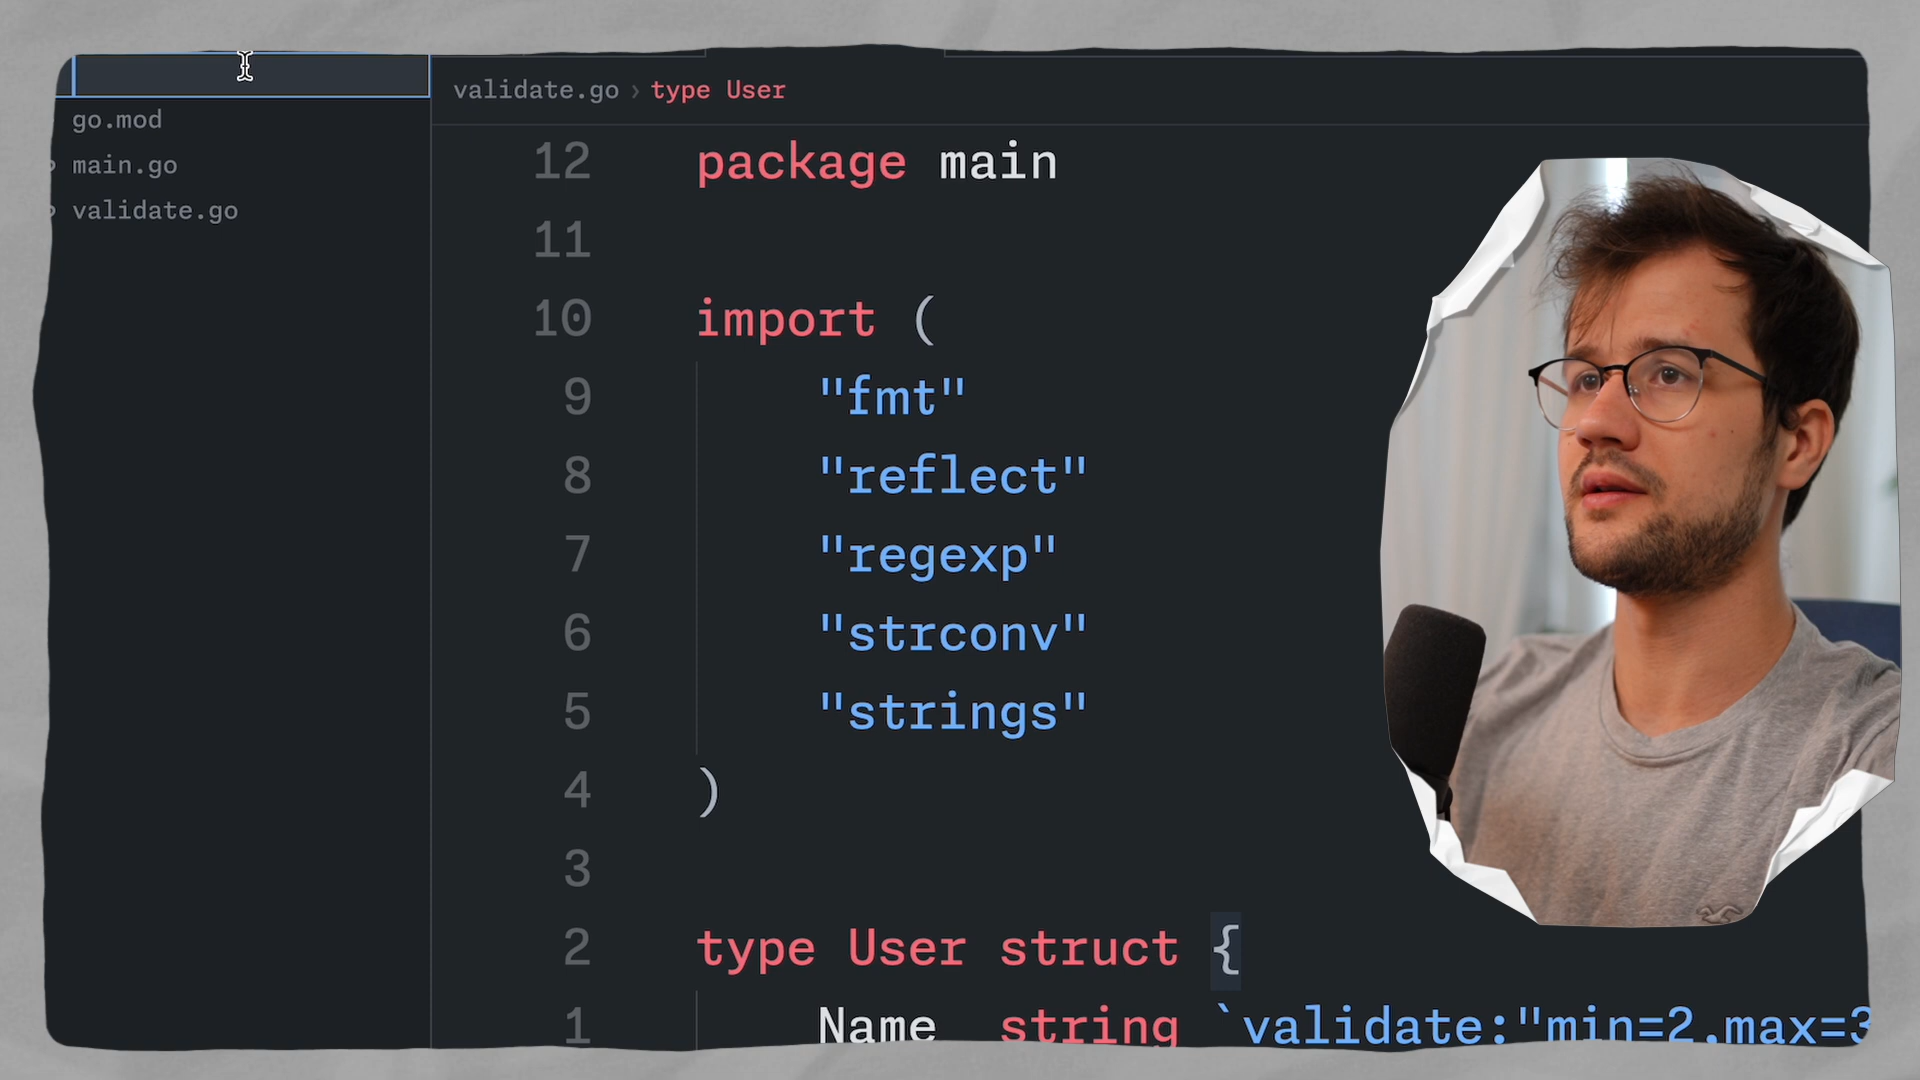 go.mod
main.go
validate.go
validate.go › type User
12 package main
11
10 import (
9 "fmt"
8 "reflect"
7 "regexp"
6 "strconv"
5 "strings"
4 )
3
2 type User struct {
1 Name string `validate:"min=2,max=3